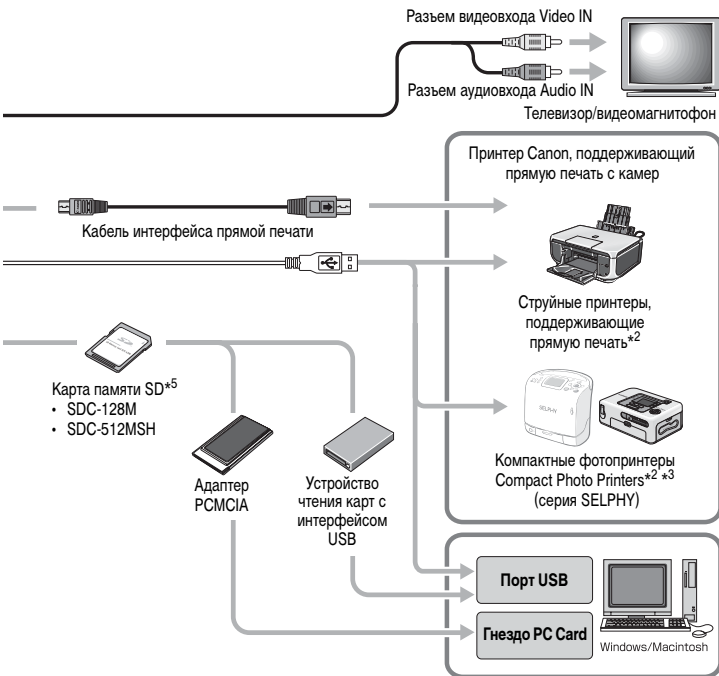 Разъем видеовхода Video IN
Разъем аудиовхода Audio IN
Телевизор/видеомагнитофон
Принтер Canon, поддерживающий
прямую печать с камер
Кабель интерфейса прямой печати
Струйные принтеры,
поддерживающие
прямую печать*2
Карта памяти SD*5
• SDC-128M
• SDC-512MSH
SELPHY
Адаптер
PCMCIA
Устройство
чтения карт с
интерфейсом
USB
Компактные фотопринтеры
Compact Photo Printers*2 *3
(серия SELPHY)
Порт USB
Гнездо PC Card
Windows/Macintosh